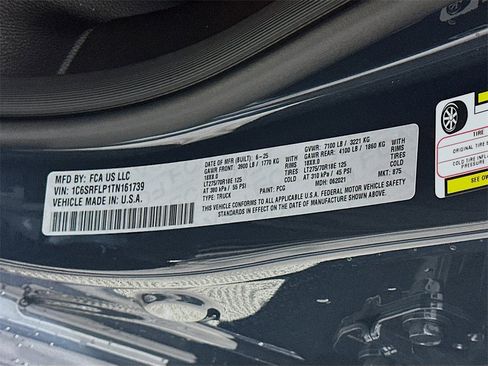 MFD BY: FCA US LLC
VIN: 1C6SRFLP1TN161739
VEHICLE MADE IN: U.S.A.
DATE OF MFR (BUILT): 6-25
GAWR FRONT: 3900 LB / 1770 KG
WITH
18X8.0
RIMS
LT275/70R18E 125
TIRES
AT 380 kPa / 55 PSI
COLD
TYPE: TRUCK
PAINT: PCG
GVWR: 7100 LB / 3221 KG
GAWR REAR: 4100 LB / 1860 KG
WITH
18X8.0
RIMS
LT275/70R18E 125
TIRES
AT 310 kPa / 45 PSI
COLD
MDH: 062021
MKT: 875
THIS VEHICLE CONFORMS TO ALL APPLICABLE U.S.A. FEDERAL MOTOR VEHICLE SAFETY STANDARDS
IN EFFECT ON THE DATE OF MANUFACTURE SHOWN ABOVE.
ORIGINAL TIRE
COLD TIRE